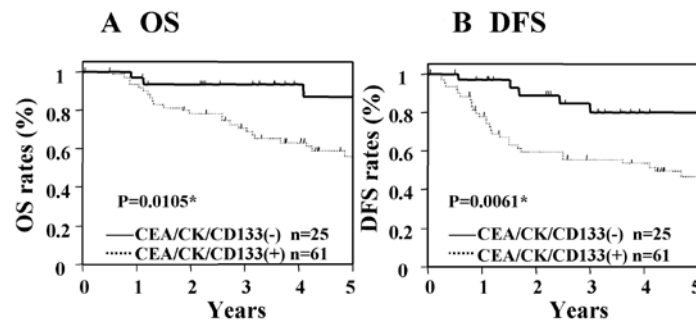 A OS
OS rates (%)
1
0.8
0.6
0.4
0.2
0
P=0.0105*
CEA/CK/CD133(-) n=25
CEA/CK/CD133(+) n=61
0 1 2 3 4 5
Years
B DFS
DFS rates (%)
1
0.8
0.6
0.4
0.2
0
P=0.0061*
CEA/CK/CD133(-) n=25
CEA/CK/CD133(+) n=61
0 1 2 3 4 5
Years